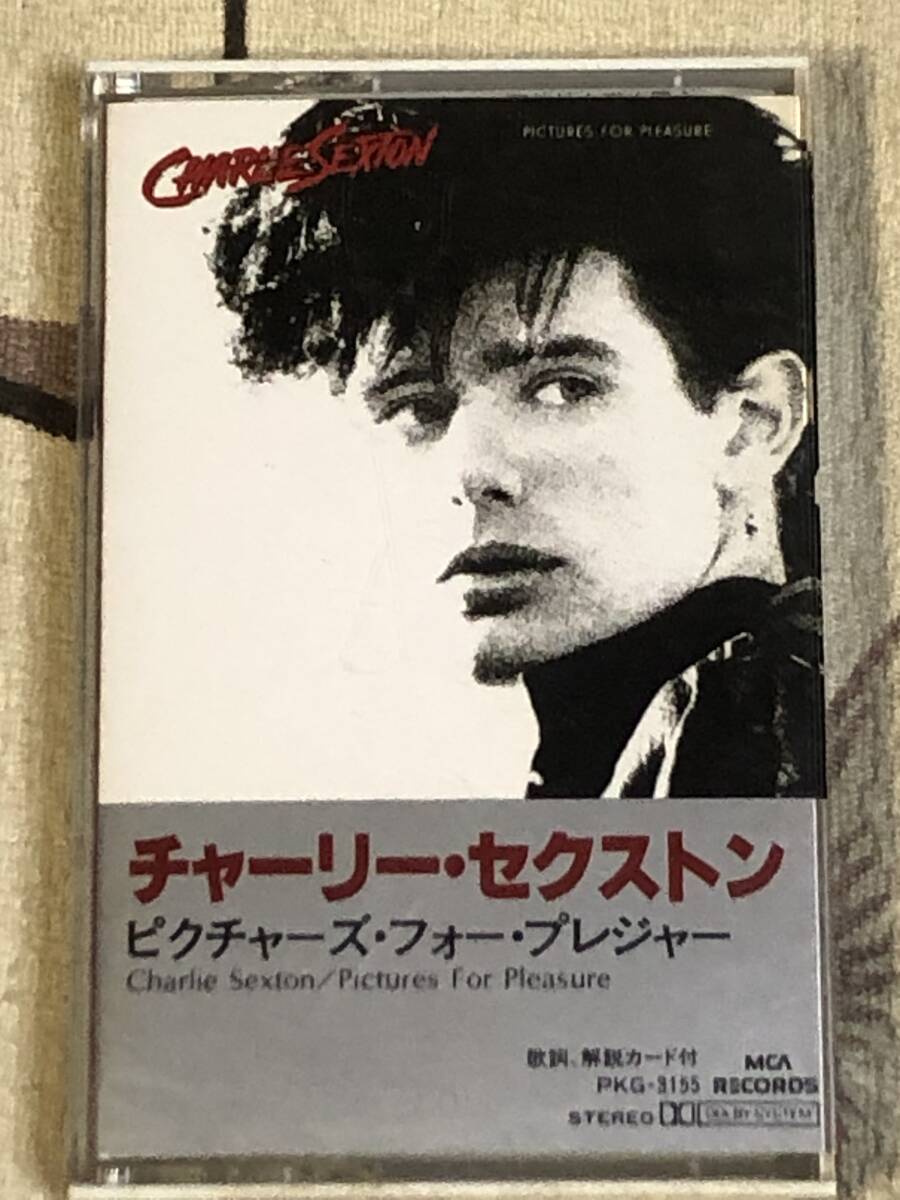 CHARLIE SEXTON
PICTURES FOR PLEASURE
チャーリー・セクストン
ピクチャーズ・フォー・プレジャー
Charlie Sexton/Pictures For Pleasure
歌詞、解説カード付
MCA
PKG-3155 RECORDS
STEREO DOLBY SYSTEM